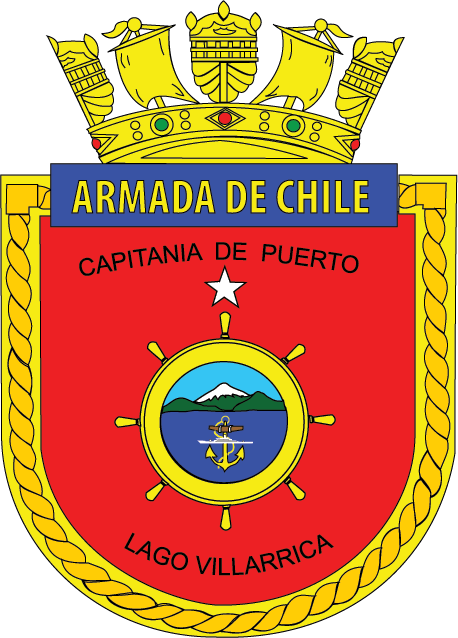 ARMADA DE CHILE
CAPITANIA DE PUERTO
LAGO VILLARRICA